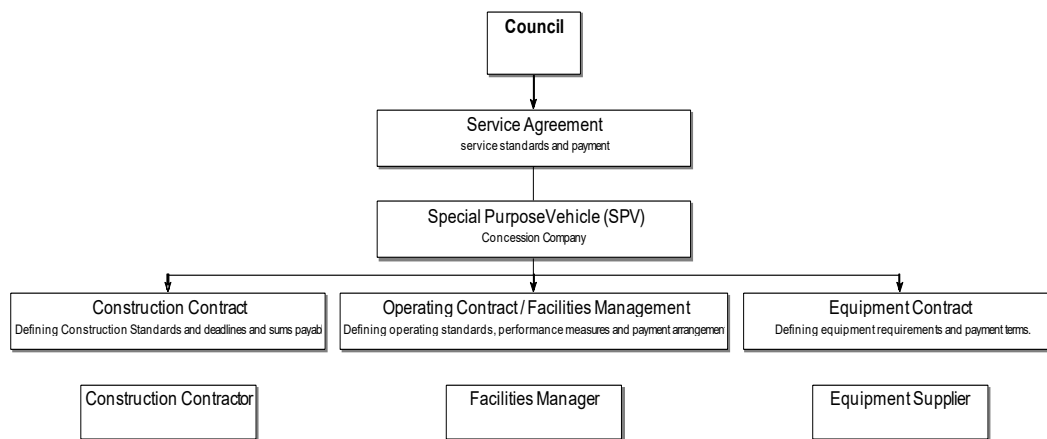 Council
Service Agreement
service standards and payment
Special PurposeVehicle (SPV)
Concession Company
Construction Contract
Defining Construction Standards and deadlines and sums payab
Operating Contract / Facilities Management
Defining operating standards, performance measures and payment arrangement
Equipment Contract
Defining equipment requirements and payment terms.
Construction Contractor
Facilities Manager
Equipment Supplier